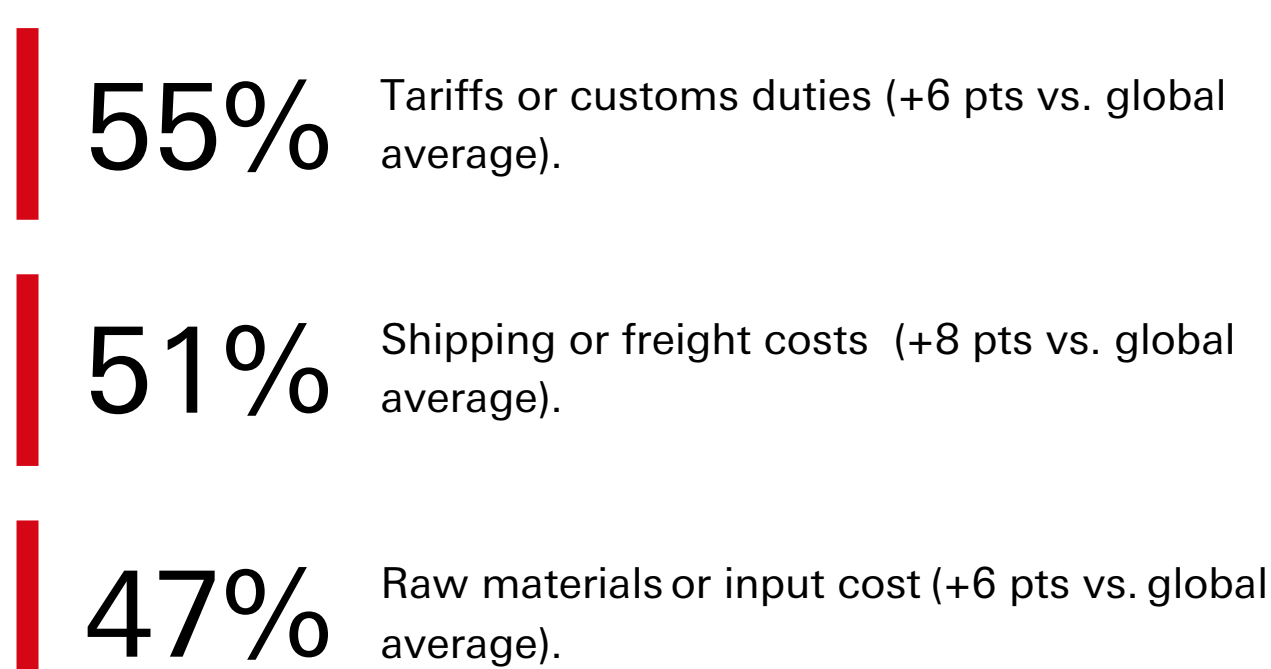 55%
Tariffs or customs duties (+6 pts vs. global
average).
51%
Shipping or freight costs  (+8 pts vs. global
average).
47%
Raw materials or input cost (+6 pts vs. global
average).